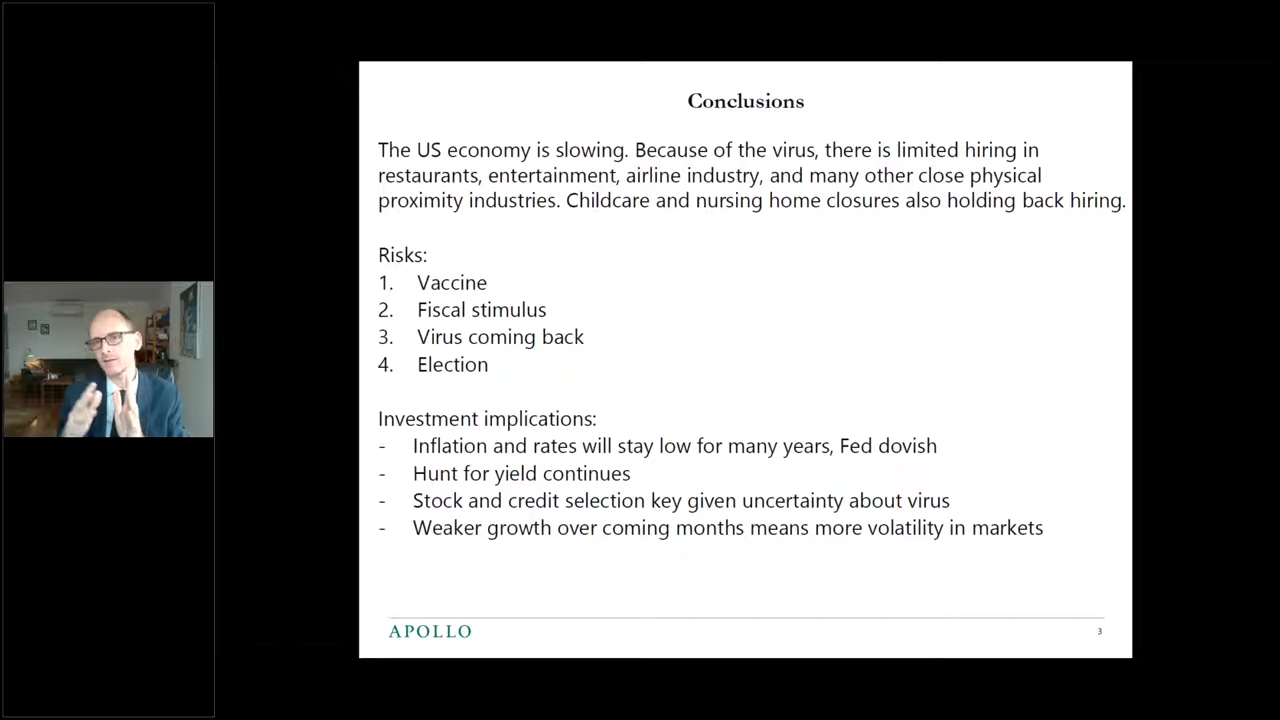 Conclusions
The US economy is slowing. Because of the virus, there is limited hiring in
restaurants, entertainment, airline industry, and many other close physical
proximity industries. Childcare and nursing home closures also holding back hiring.
Risks:
1. Vaccine
2. Fiscal stimulus
3. Virus coming back
4. Election
Investment implications:
- Inflation and rates will stay low for many years, Fed dovish
- Hunt for yield continues
- Stock and credit selection key given uncertainty about virus
- Weaker growth over coming months means more volatility in markets
APOLLO
3